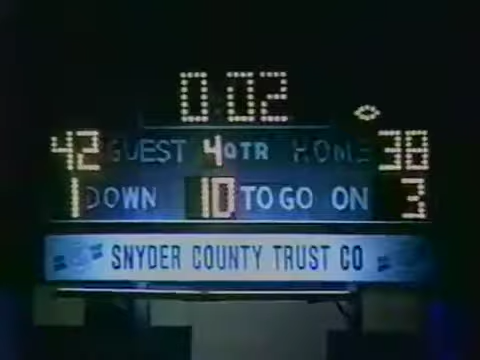 0:02
42 GUEST 4 QTR HOME 38
1 DOWN 10 TO GO ON 3
SNYDER COUNTY TRUST CO